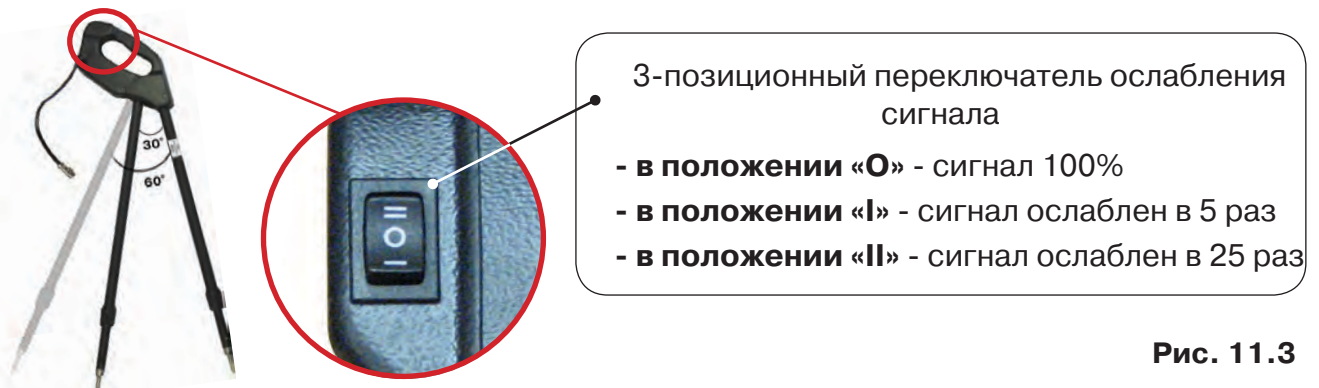 3-позиционный переключатель ослабления
сигнала
- в положении «О» - сигнал 100%
- в положении «I» - сигнал ослаблен в 5 раз
- в положении «II» - сигнал ослаблен в 25 раз
30°
60°
II
O
I
Рис. 11.3